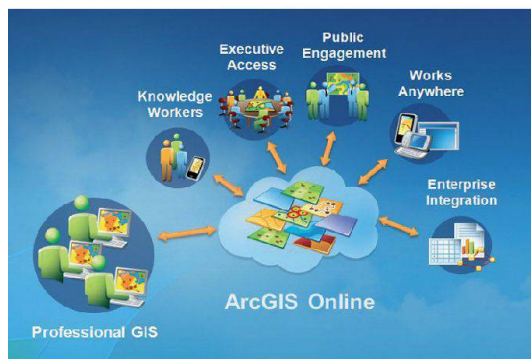 Public
Engagement
Executive
Access
Works
Anywhere
Knowledge
Workers
Enterprise
Integration
ArcGIS Online
Professional GIS